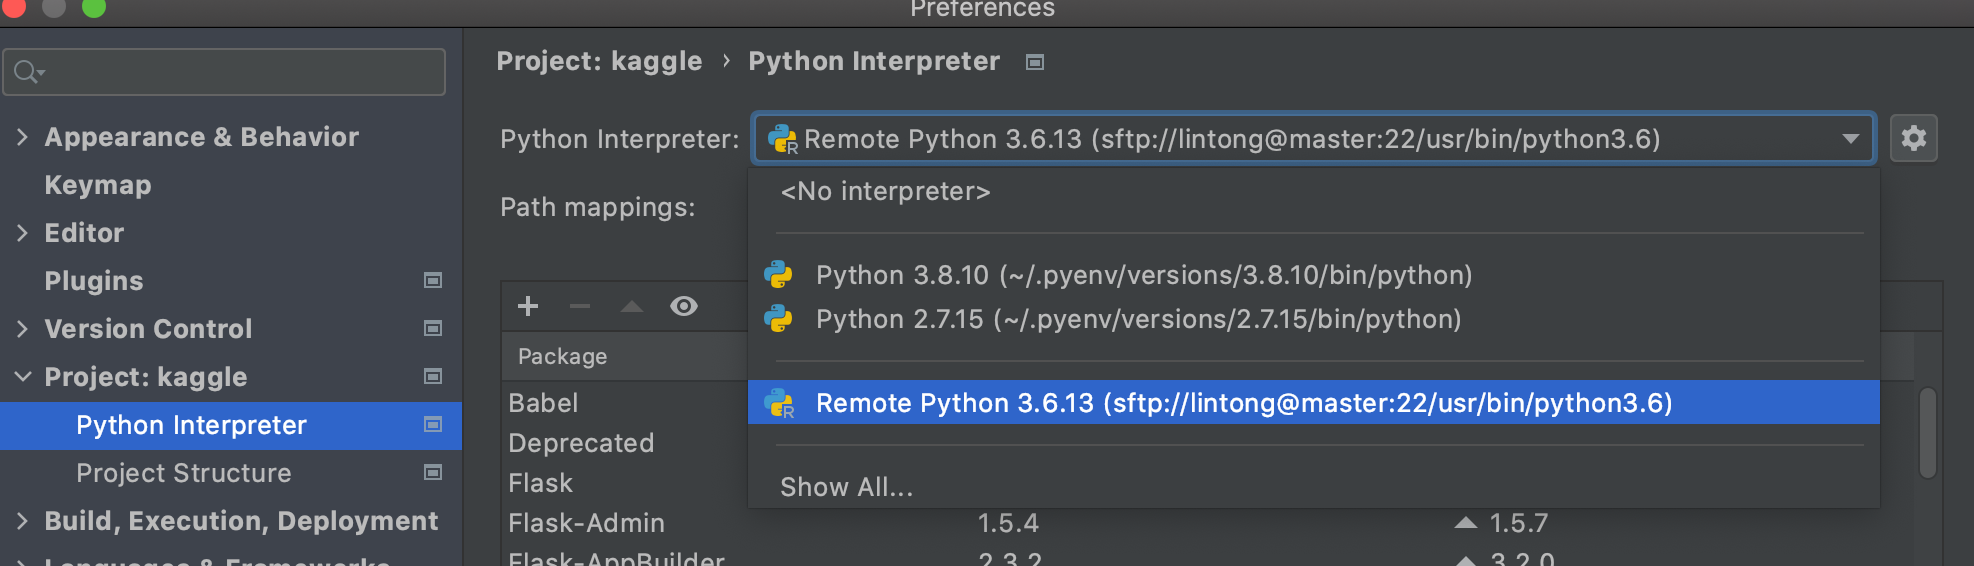 Preferences
Project: kaggle › Python Interpreter
Python Interpreter:
Remote Python 3.6.13 (sftp://lintong@master:22/usr/bin/python3.6)
Path mappings:
<No interpreter>
Python 3.8.10 (~/.pyenv/versions/3.8.10/bin/python)
Python 2.7.15 (~/.pyenv/versions/2.7.15/bin/python)
Remote Python 3.6.13 (sftp://lintong@master:22/usr/bin/python3.6)
Show All...
Appearance & Behavior
Keymap
Editor
Plugins
Version Control
Project: kaggle
Python Interpreter
Project Structure
Build, Execution, Deployment
Languages & Frameworks
Package
Babel
Deprecated
Flask
Flask-Admin 1.5.4 1.5.7
Flask-AppBuilder 2.3.2 3.2.0